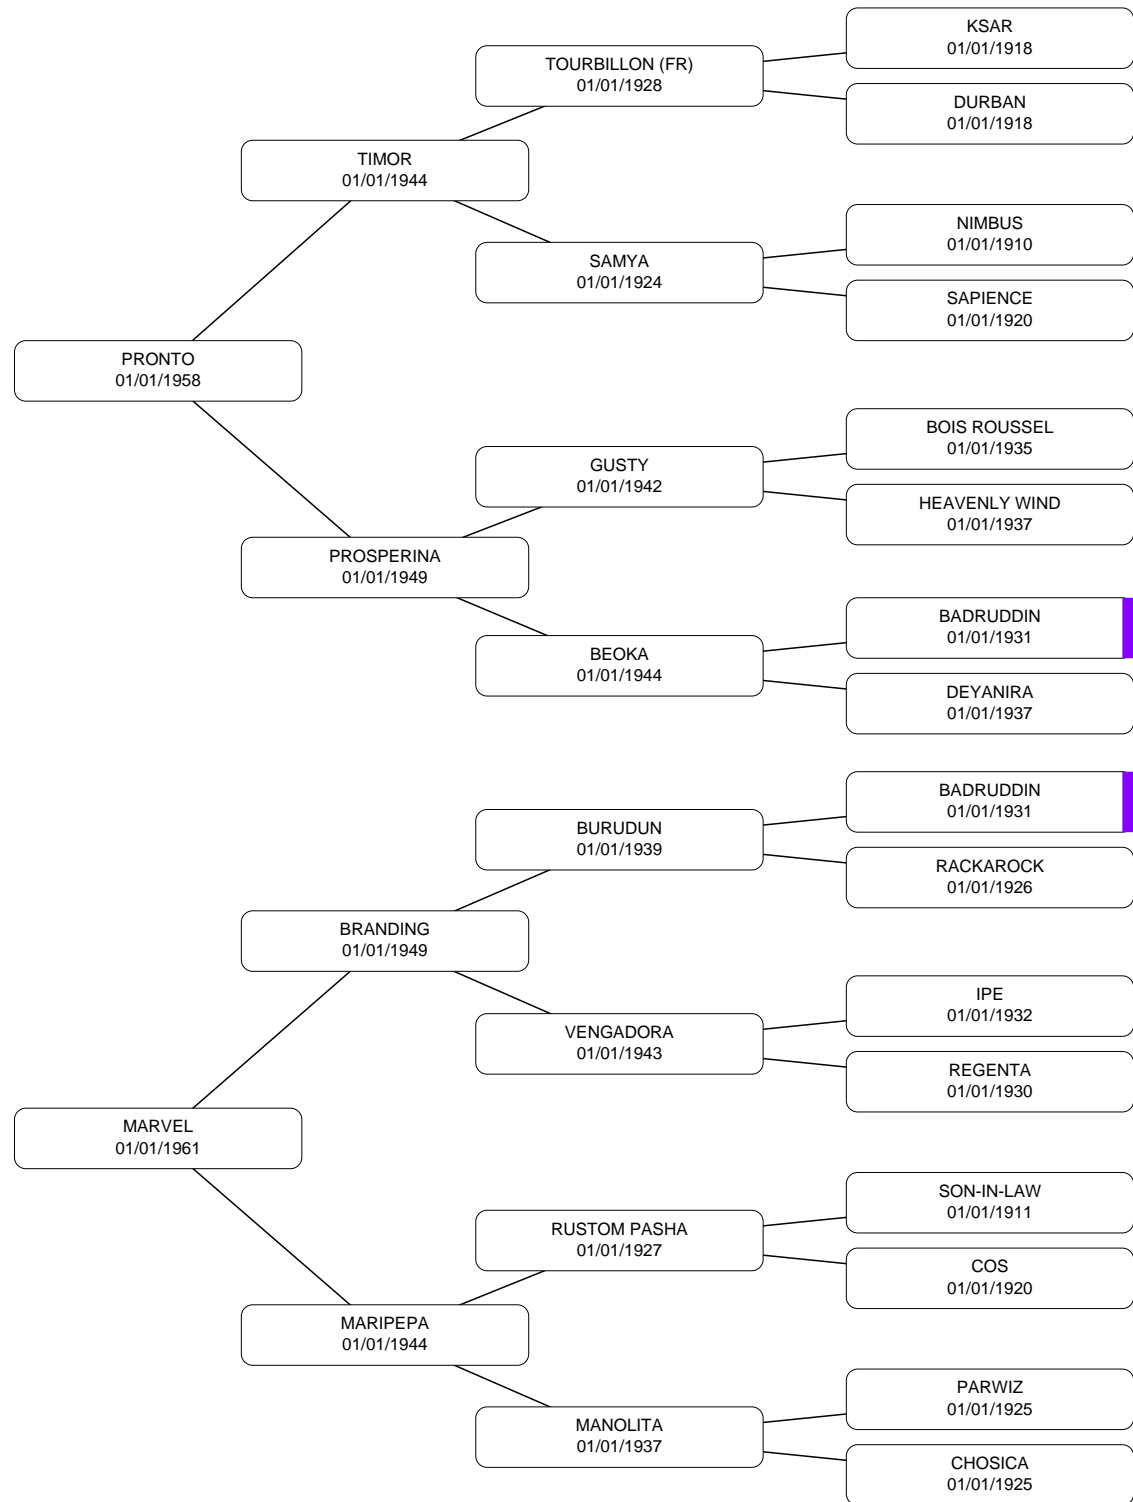 KSAR
01/01/1918
TOURBILLON (FR)
01/01/1928
DURBAN
01/01/1918
TIMOR
01/01/1944
NIMBUS
01/01/1910
SAMYA
01/01/1924
SAPIENCE
01/01/1920
PRONTO
01/01/1958
BOIS ROUSSEL
01/01/1935
GUSTY
01/01/1942
HEAVENLY WIND
01/01/1937
PROSPERINA
01/01/1949
BADRUDDIN
01/01/1931
BEOKA
01/01/1944
DEYANIRA
01/01/1937
BADRUDDIN
01/01/1931
BURUDUN
01/01/1939
RACKAROCK
01/01/1926
BRANDING
01/01/1949
IPE
01/01/1932
VENGADORA
01/01/1943
REGENTA
01/01/1930
MARVEL
01/01/1961
SON-IN-LAW
01/01/1911
RUSTOM PASHA
01/01/1927
COS
01/01/1920
MARIPEPA
01/01/1944
PARWIZ
01/01/1925
MANOLITA
01/01/1937
CHOSICA
01/01/1925